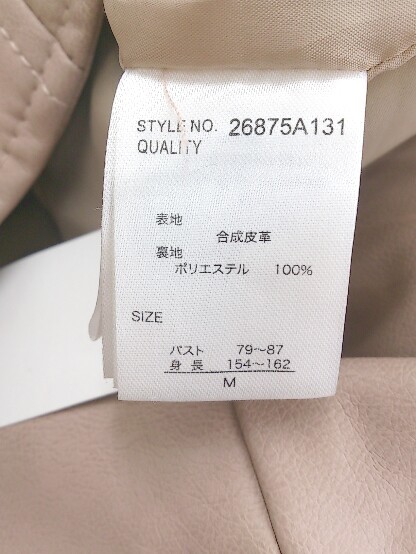 STYLE NO. 26875A131
QUALITY
表地
合成皮革
裏地
ポリエステル 100%
SIZE
バスト 79～87
身長 154～162
M